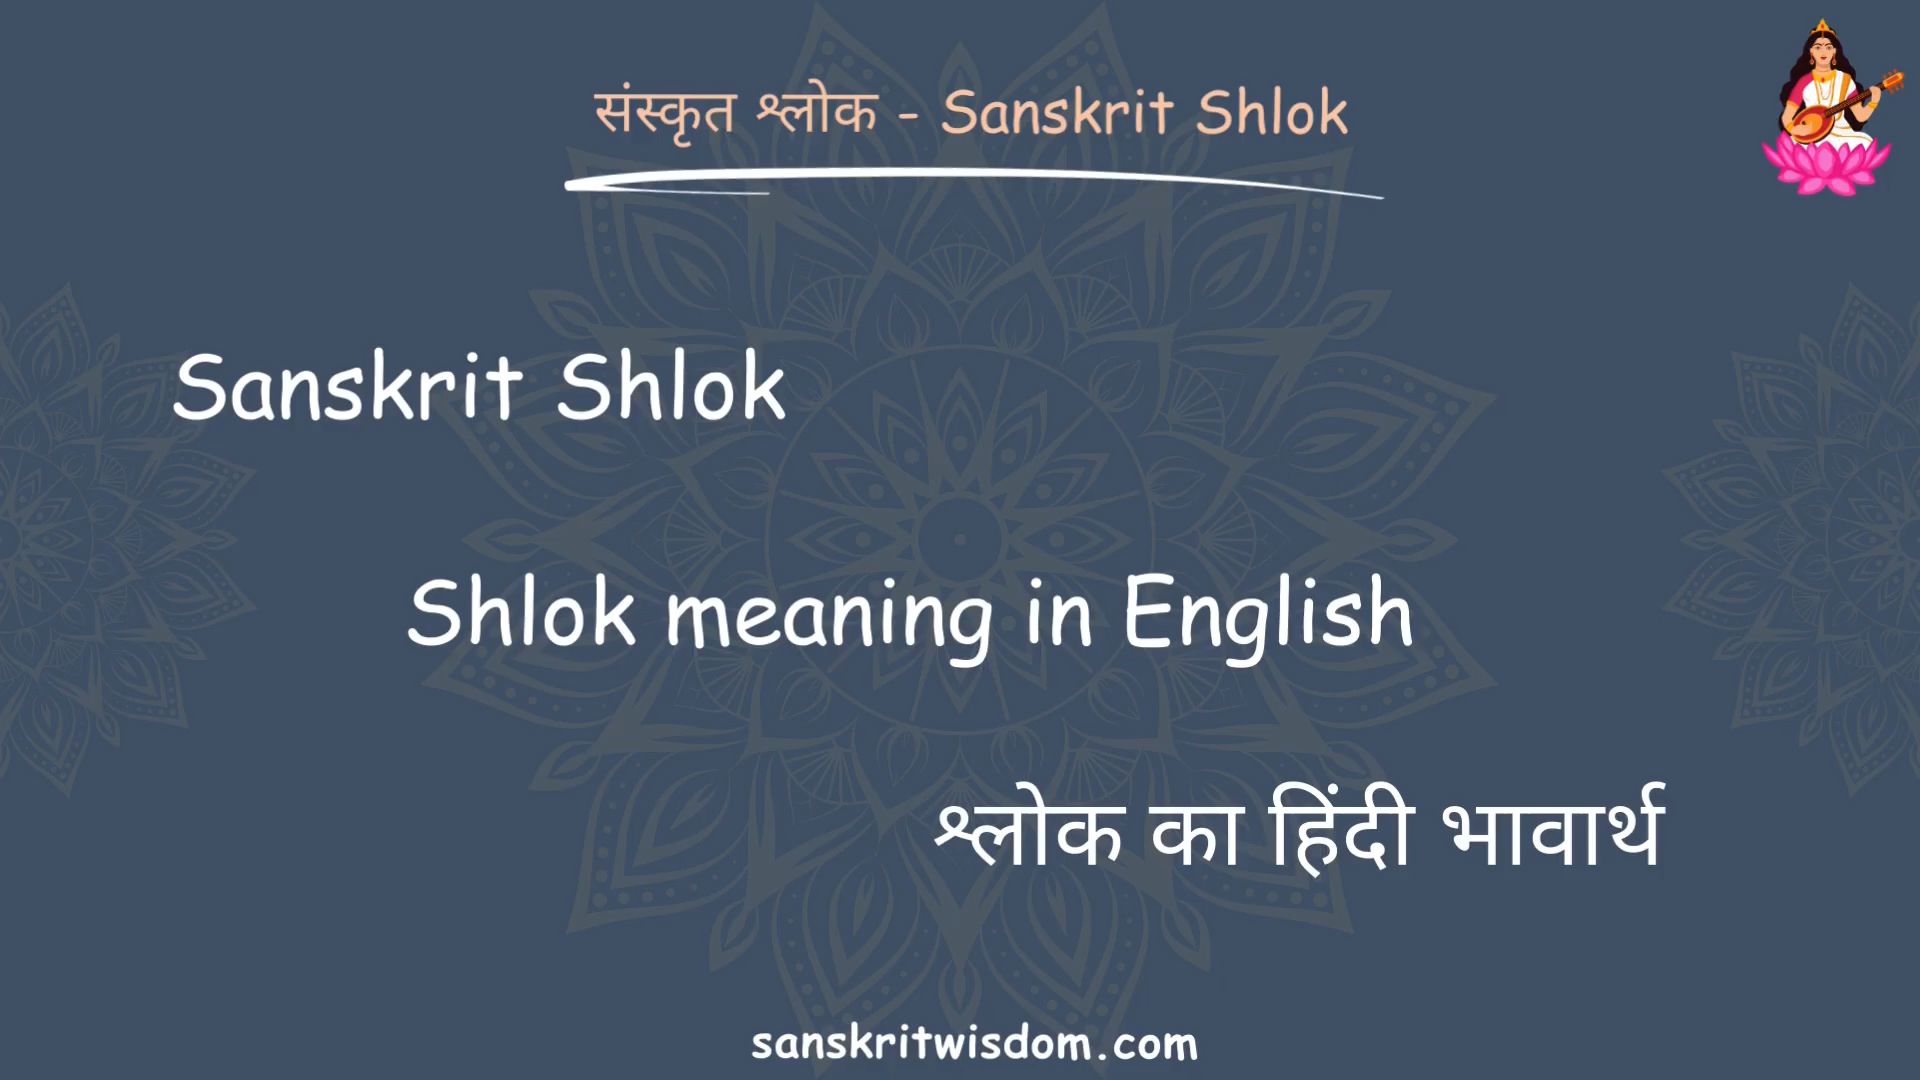 संस्कृत श्लोक - Sanskrit Shlok
Sanskrit Shlok
Shlok meaning in English
श्लोक का हिंदी भावार्थ
sanskritwisdom.com